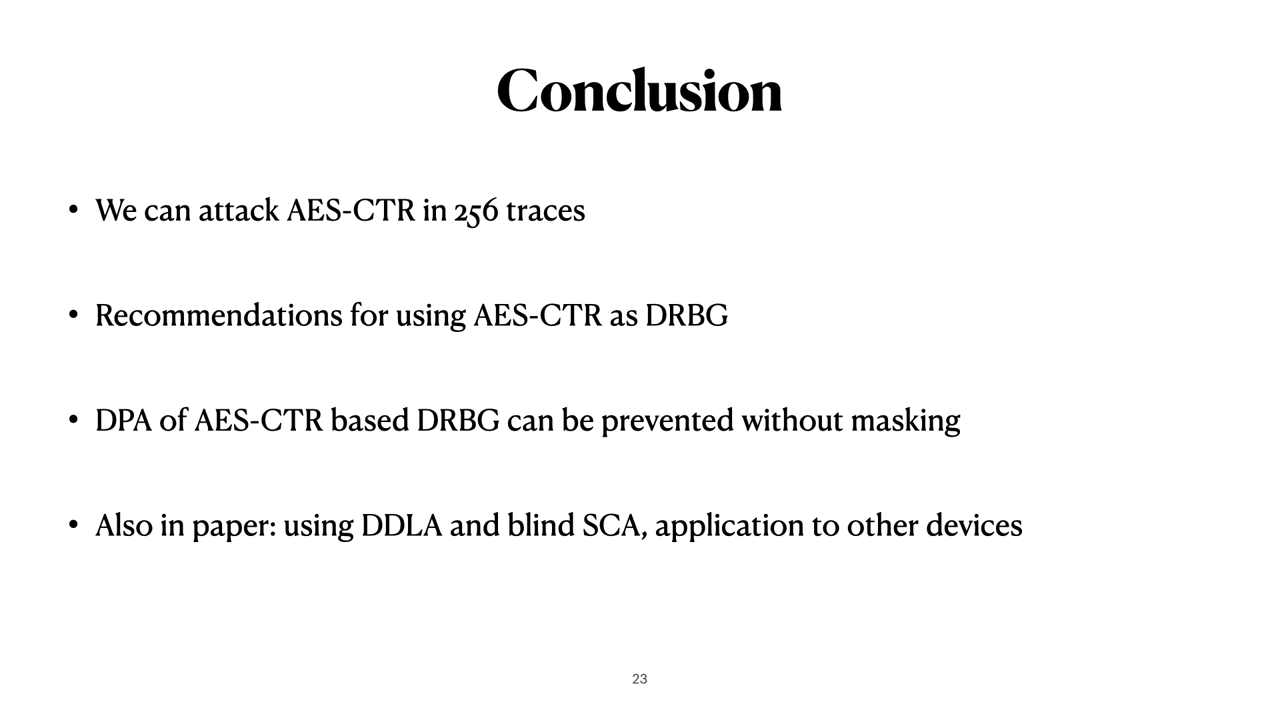 Conclusion
• We can attack AES-CTR in 256 traces
• Recommendations for using AES-CTR as DRBG
• DPA of AES-CTR based DRBG can be prevented without masking
• Also in paper: using DDLA and blind SCA, application to other devices
23